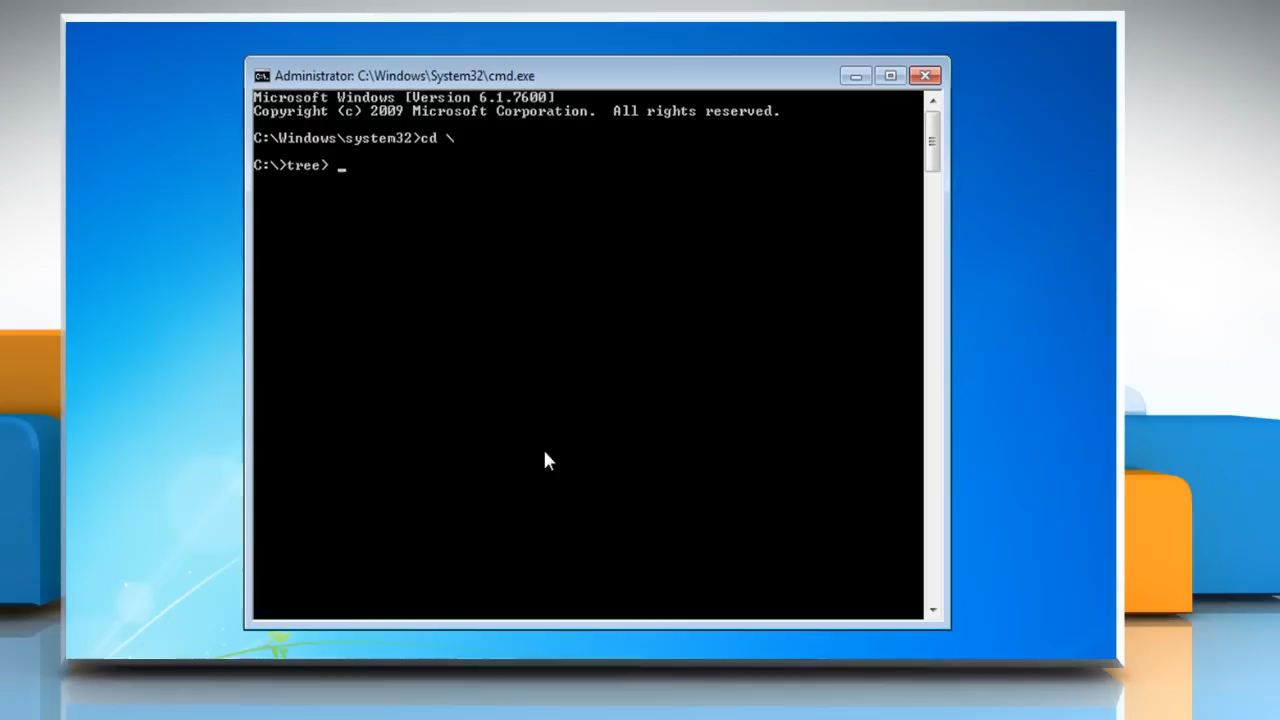 Administrator: C:\Windows\System32\cmd.exe
Microsoft Windows [Version 6.1.7600]
Copyright (c) 2009 Microsoft Corporation.  All rights reserved.
C:\Windows\system32>cd \
C:\>tree> _